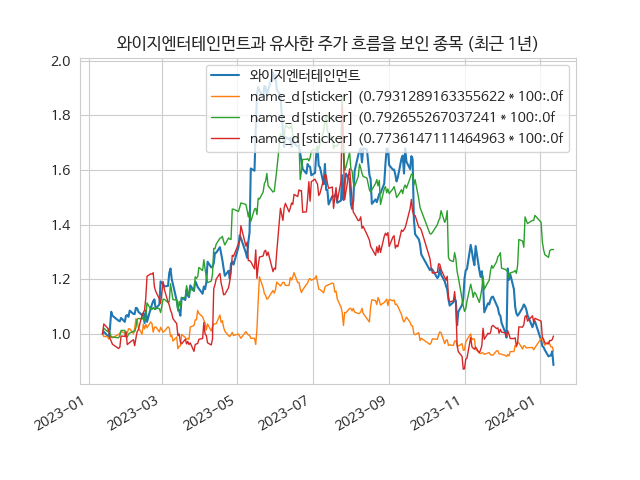 와이지엔터테인먼트과 유사한 주가 흐름을 보인 종목 (최근 1년)
와이지엔터테인먼트
name_d[sticker] (0.7931289163355622 * 100:.0f
name_d[sticker] (0.792655267037241 * 100:.0f
name_d[sticker] (0.7736147111464963 * 100:.0f
2.0
1.8
1.6
1.4
1.2
1.0
2023-01
2023-03
2023-05
2023-07
2023-09
2023-11
2024-01